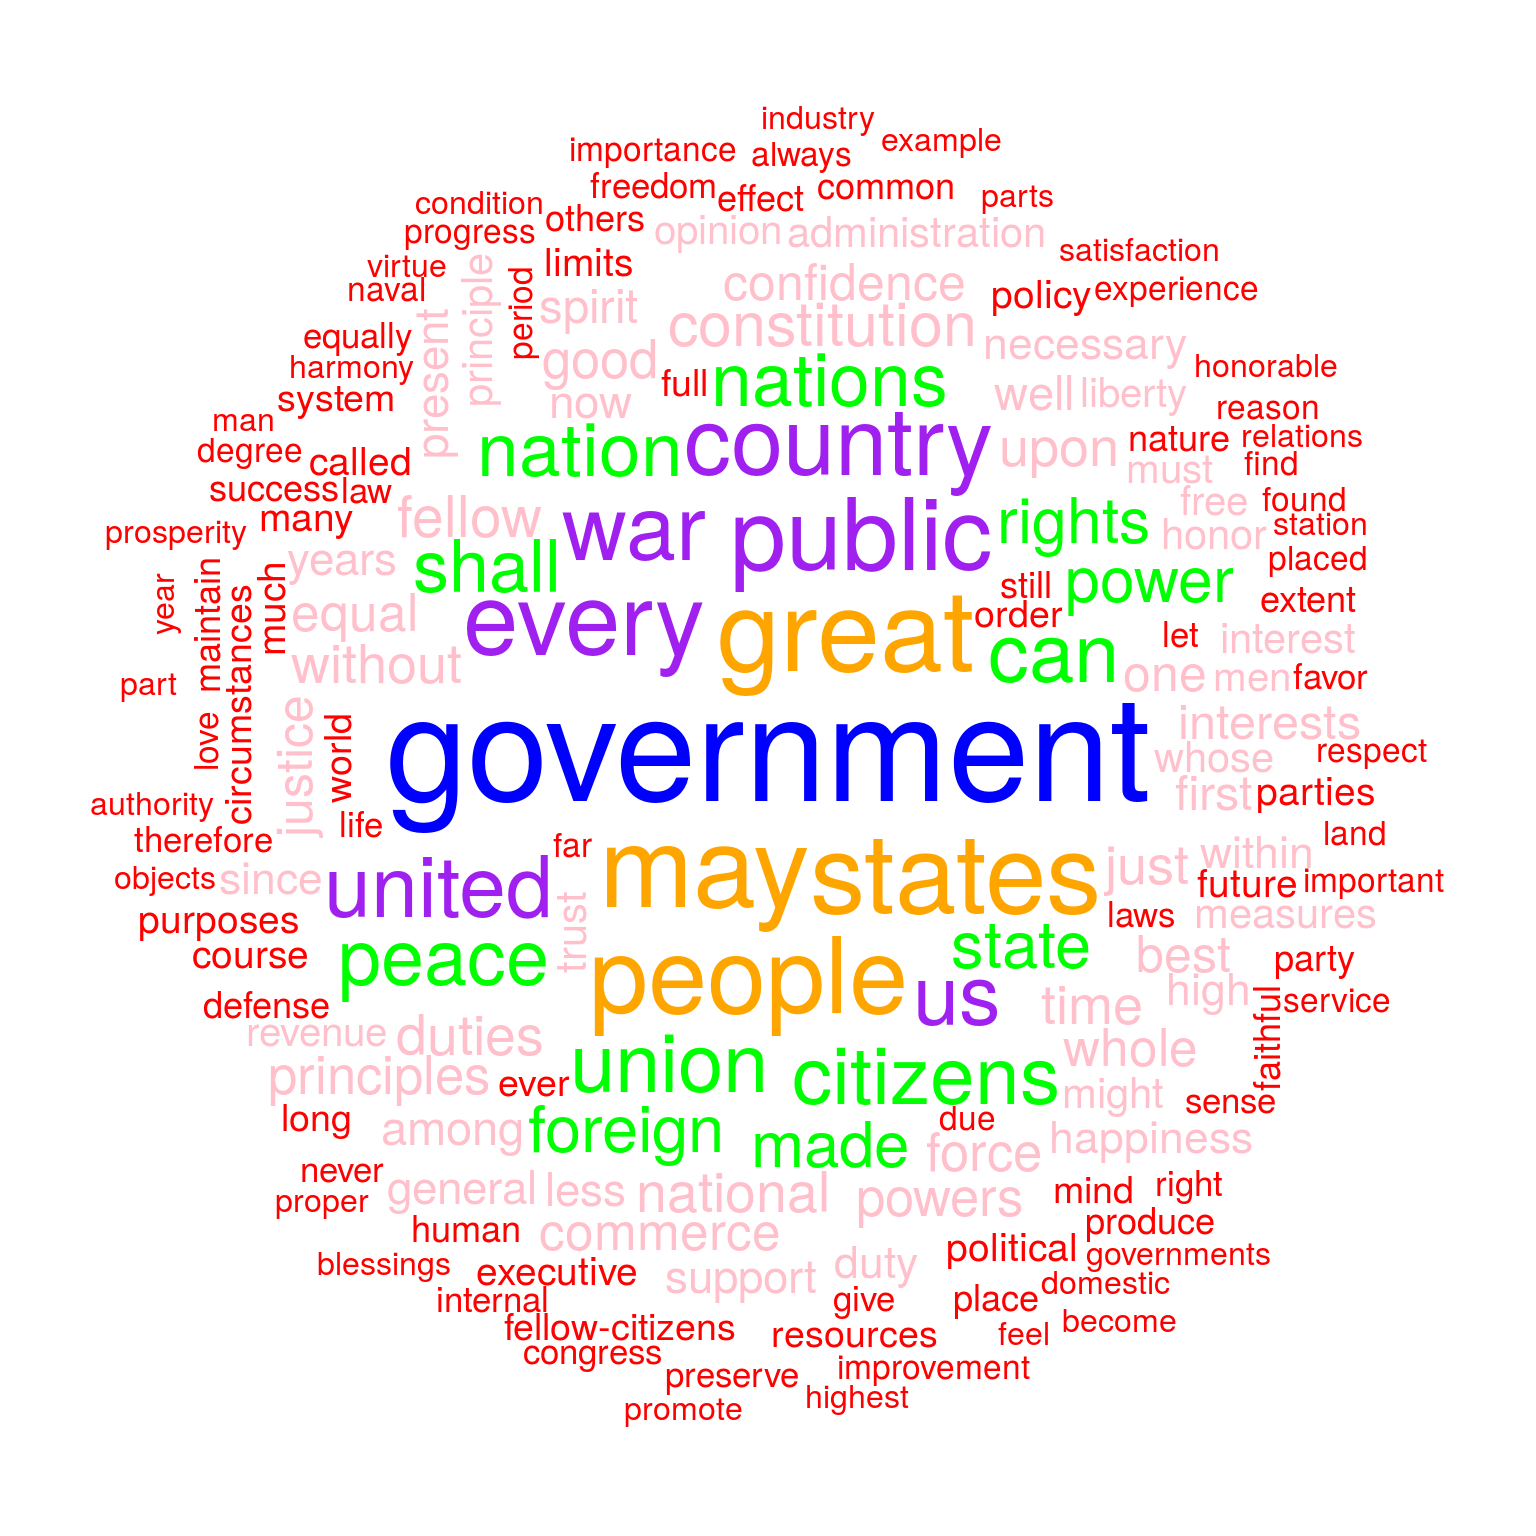 industry
example
importance
always
freedom
effect
common
parts
condition
others
progress
opinion
administration
satisfaction
virtue
principle
period
limits
confidence
naval
spirit
policy
experience
present
constitution
equally
good
necessary
harmony
full
nations
honorable
system
now
well
liberty
man
nation
country
upon
nature
reason
relations
degree
called
must
find
success
law
fellow
war
public
rights
free
found
many
honor
station
prosperity
years
shall
still
power
placed
year
maintain
circumstances
much
equal
every
great
order
extent
without
can
let
interest
part
one
men
favor
love
justice
world
government
interests
whose
respect
authority
life
first
parties
therefore
far
may
states
just
within
land
objects
since
united
trust
future
important
purposes
laws
measures
course
peace
people
state
best
party
defense
us
time
high
faithful
service
revenue
duties
union
citizens
whole
principles
ever
might
sense
long
among
foreign
made
due
force
happiness
never
proper
general
less
national
powers
mind
right
human
commerce
produce
blessings
executive
support
duty
political
governments
internal
give
place
domestic
fellow-citizens
resources
feel
become
congress
preserve
improvement
promote
highest